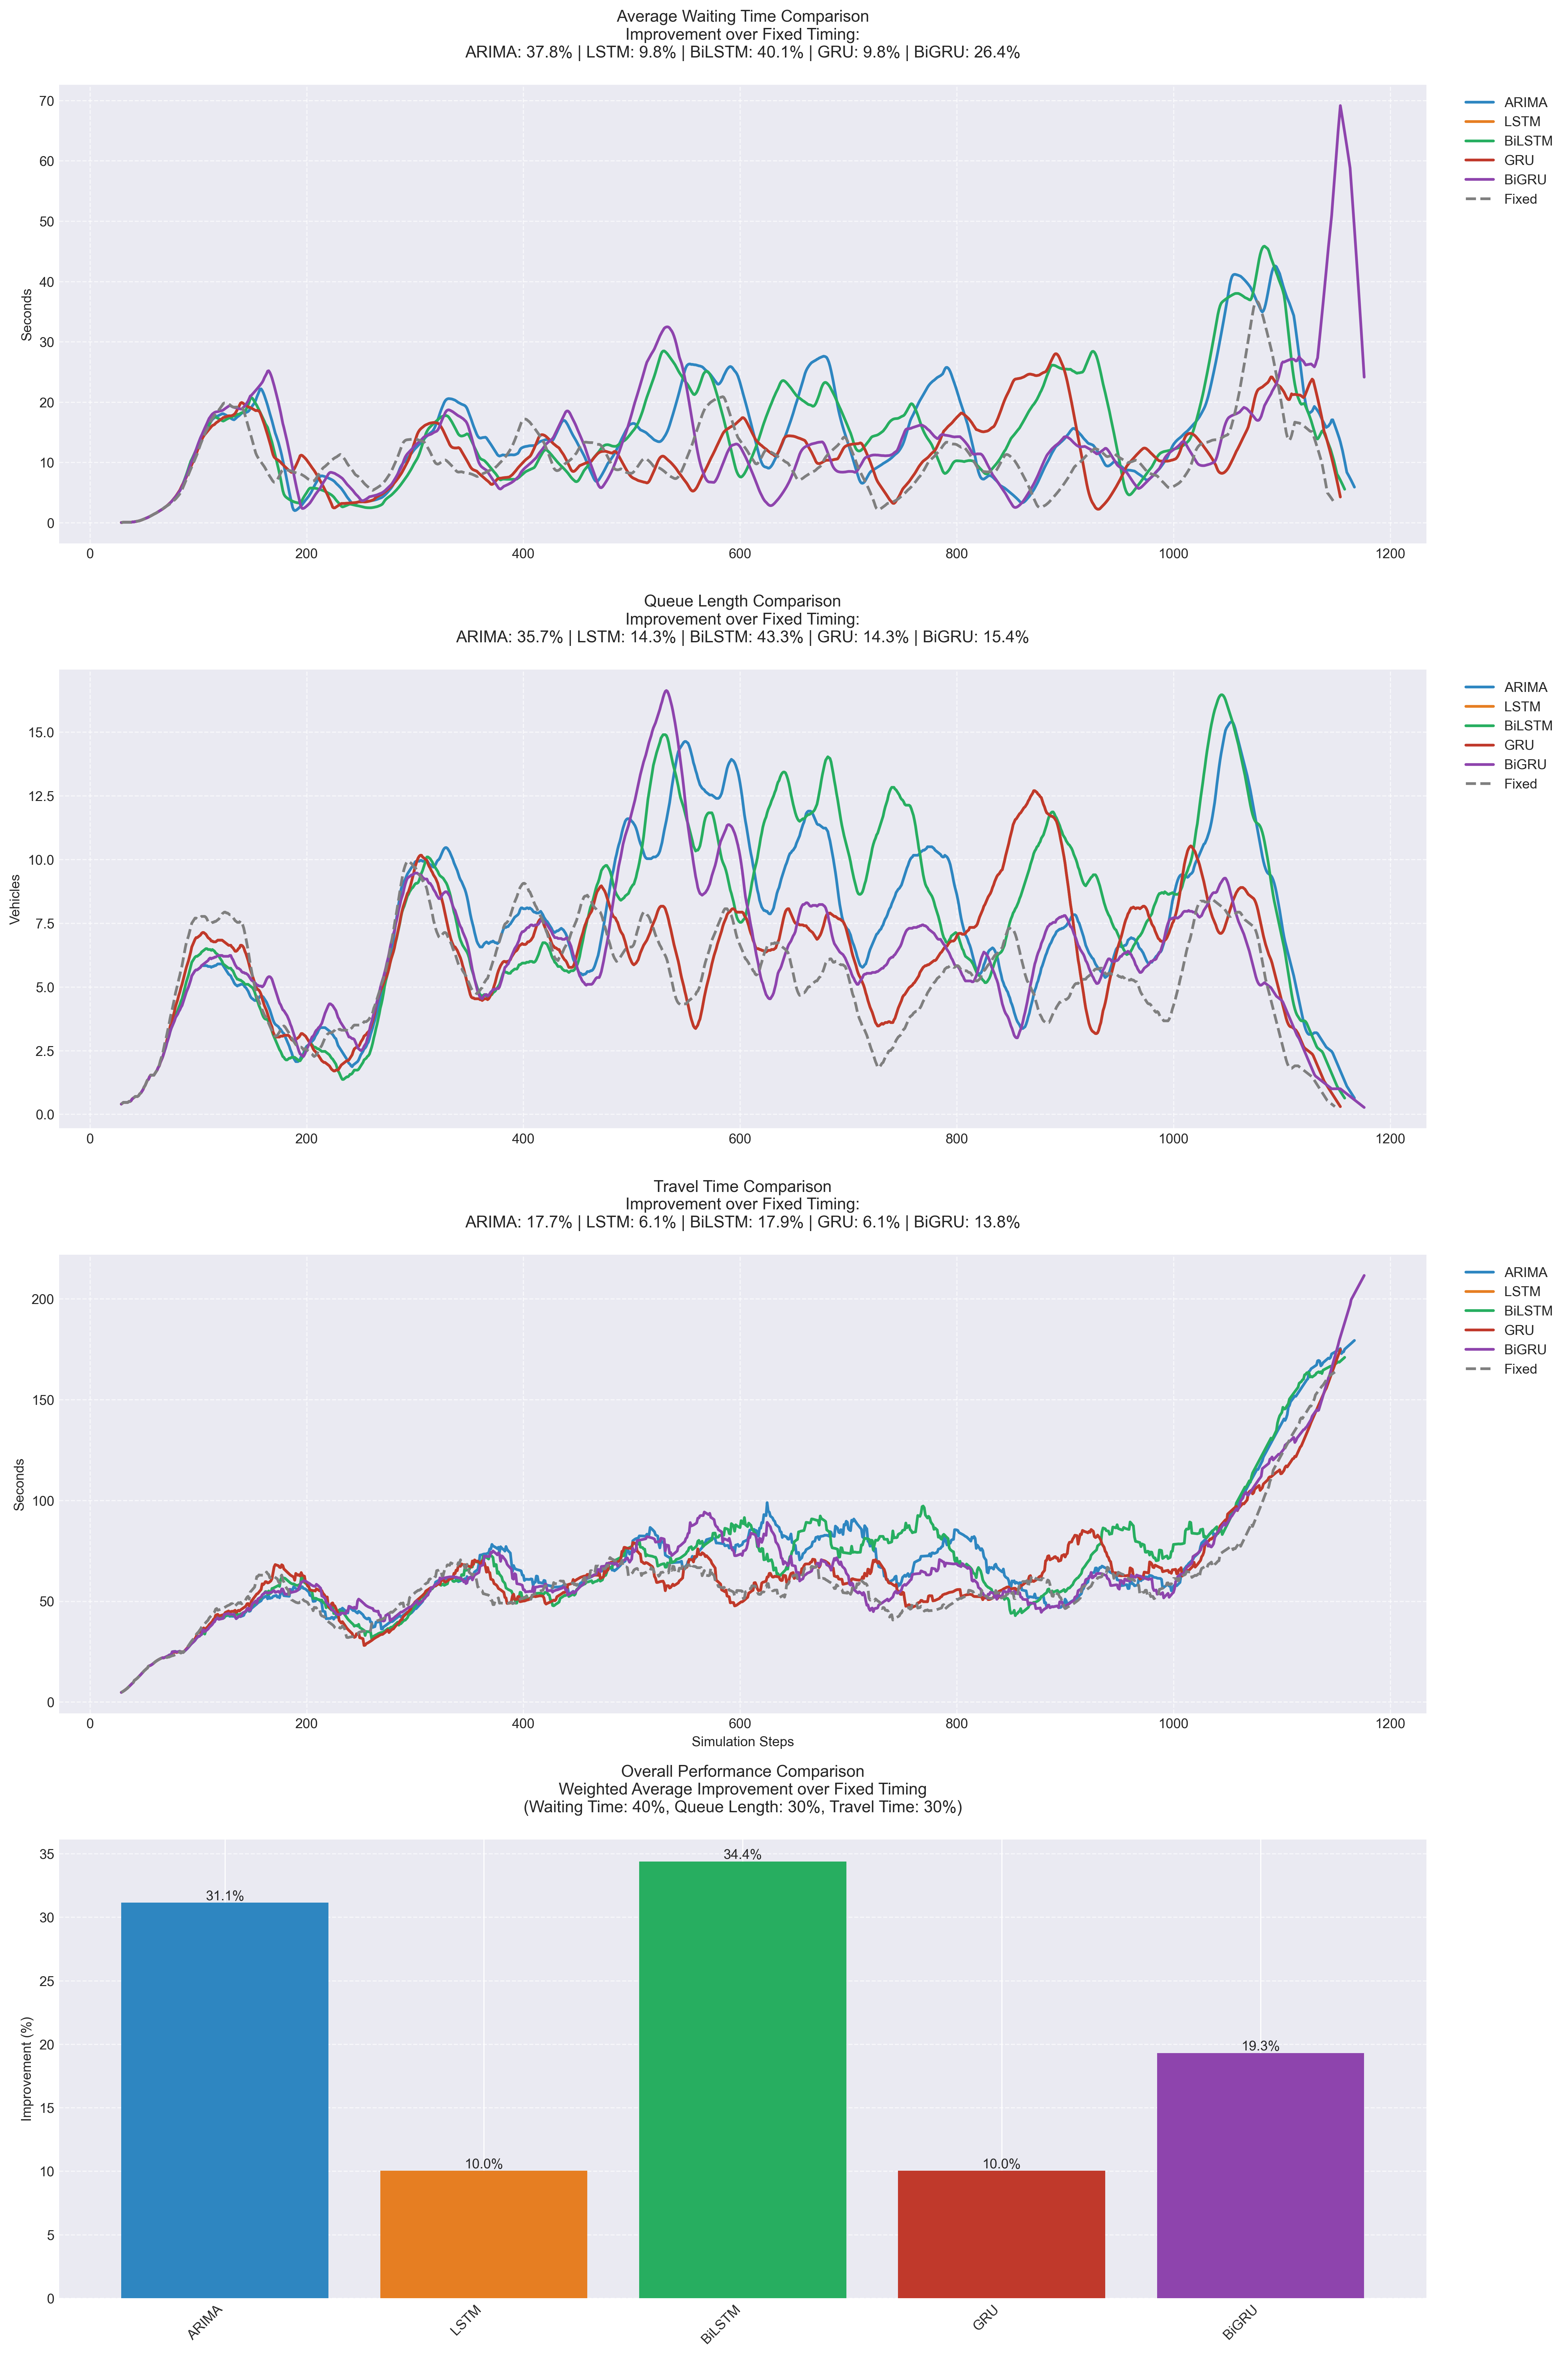 Average Waiting Time Comparison
Improvement over Fixed Timing:
ARIMA: 37.8% | LSTM: 9.8% | BiLSTM: 40.1% | GRU: 9.8% | BiGRU: 26.4%
70
60
50
40
30
20
10
0
Seconds
0 200 400 600 800 1000 1200
ARIMA
LSTM
BiLSTM
GRU
BiGRU
Fixed
Queue Length Comparison
Improvement over Fixed Timing:
ARIMA: 35.7% | LSTM: 14.3% | BiLSTM: 43.3% | GRU: 14.3% | BiGRU: 15.4%
15.0
12.5
10.0
7.5
5.0
2.5
0.0
Vehicles
0 200 400 600 800 1000 1200
ARIMA
LSTM
BiLSTM
GRU
BiGRU
Fixed
Travel Time Comparison
Improvement over Fixed Timing:
ARIMA: 17.7% | LSTM: 6.1% | BiLSTM: 17.9% | GRU: 6.1% | BiGRU: 13.8%
200
150
100
50
0
Seconds
0 200 400 600 800 1000 1200
Simulation Steps
ARIMA
LSTM
BiLSTM
GRU
BiGRU
Fixed
Overall Performance Comparison
Weighted Average Improvement over Fixed Timing
(Waiting Time: 40%, Queue Length: 30%, Travel Time: 30%)
35
30
25
20
15
10
5
0
Improvement (%)
31.1%
10.0%
34.4%
10.0%
19.3%
ARIMA
LSTM
BiLSTM
GRU
BiGRU